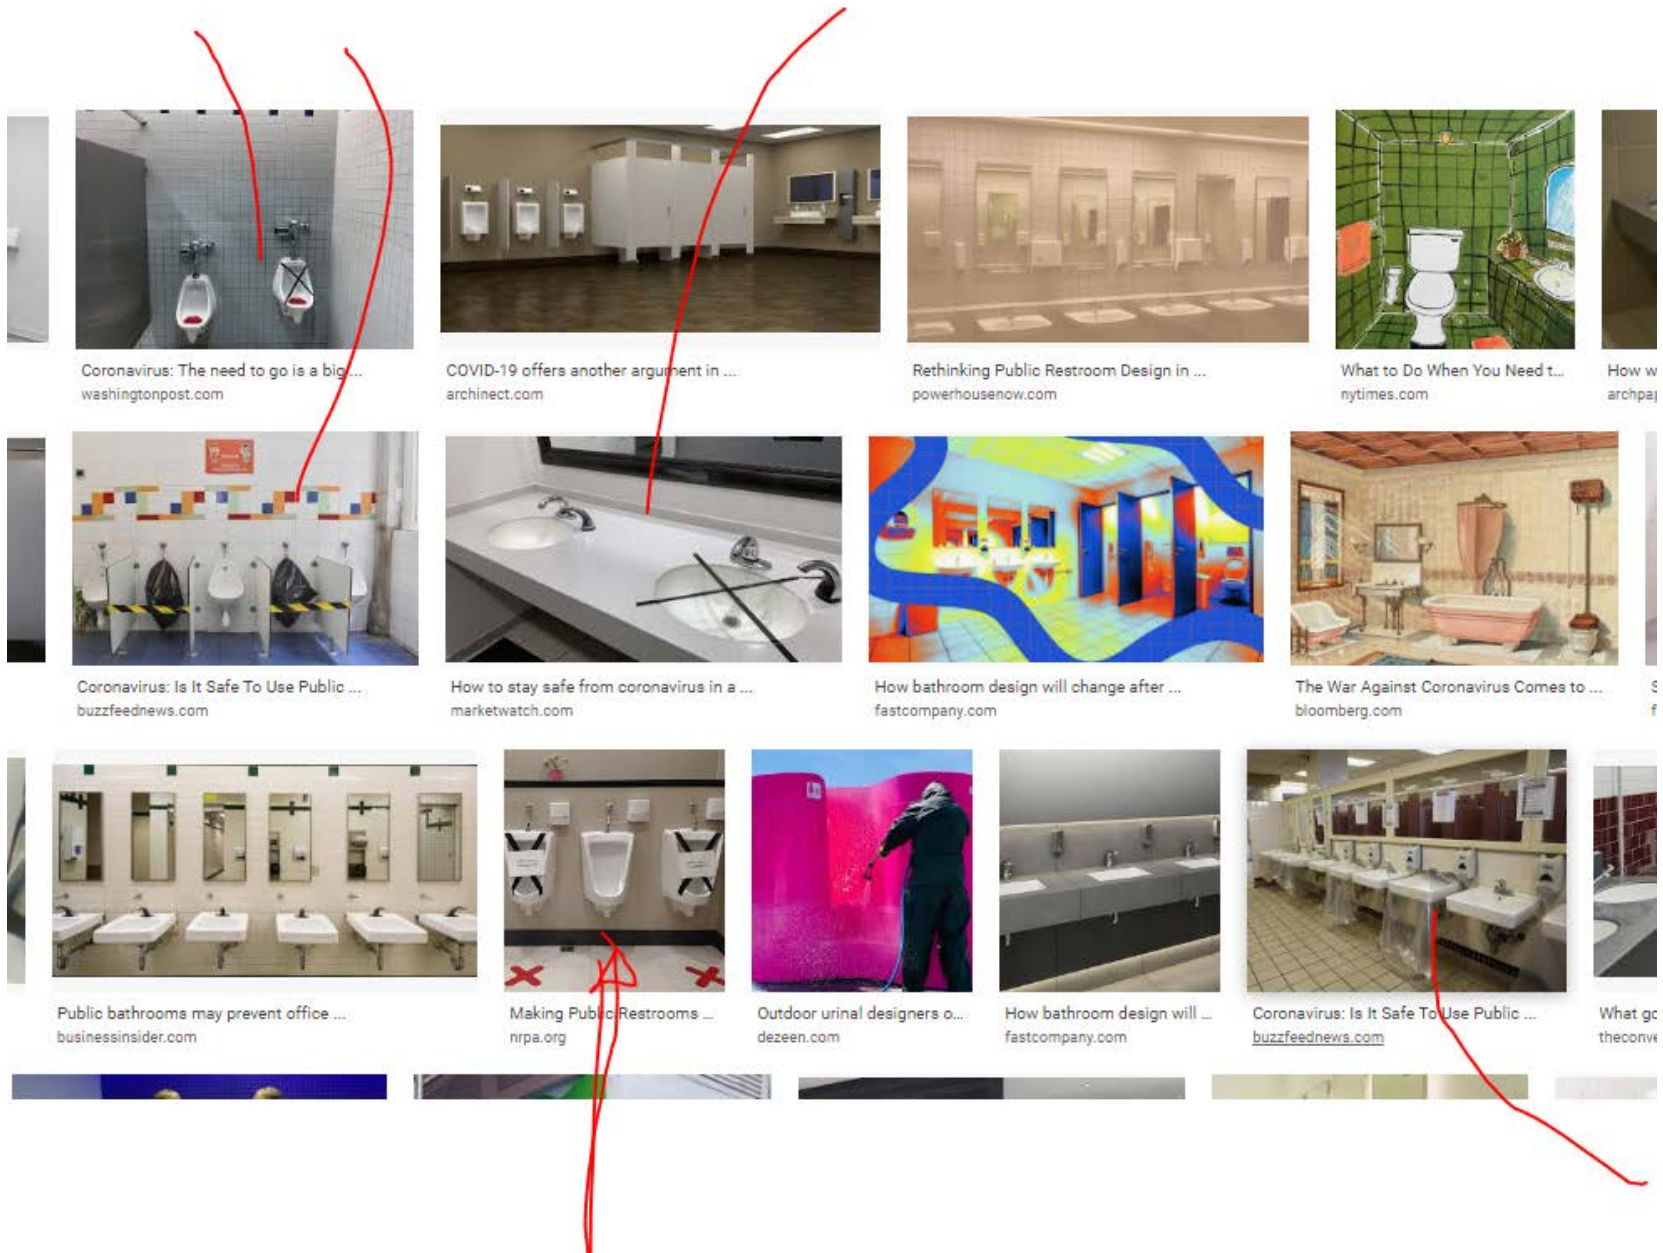 Coronavirus: The need to go is a big ...
washingtonpost.com
COVID-19 offers another argument in ...
archinect.com
Rethinking Public Restroom Design in ...
powerhousenow.com
What to Do When You Need t...
nytimes.com
How w
archpap
Coronavirus: Is It Safe To Use Public ...
buzzfeednews.com
How to stay safe from coronavirus in a ...
marketwatch.com
How bathroom design will change after ...
fastcompany.com
The War Against Coronavirus Comes to ...
bloomberg.com
S
f
Public bathrooms may prevent office ...
businessinsider.com
Making Public Restrooms ...
nrpa.org
Outdoor urinal designers o...
dezeen.com
How bathroom design will ...
fastcompany.com
Coronavirus: Is It Safe To Use Public ...
buzzfeednews.com
What go
theconve